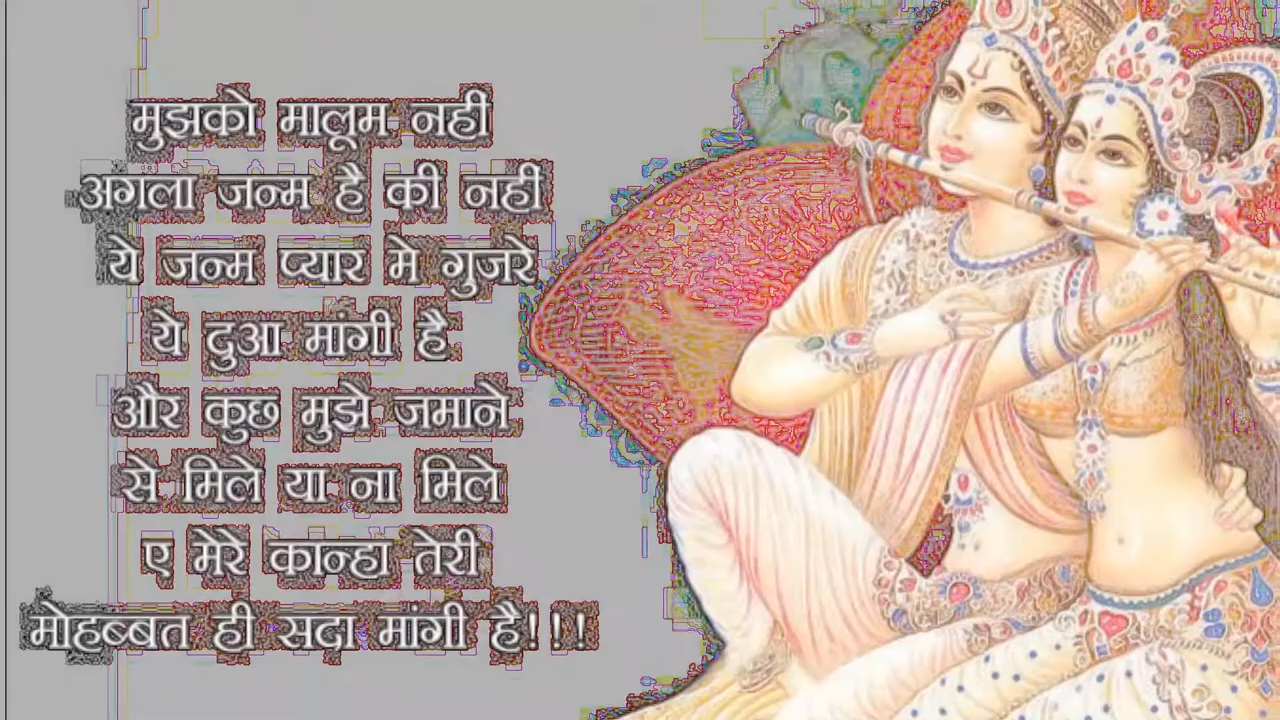 मुझको मालूम नही
अगला जन्म है की नही
ये जन्म प्यार मे गुजरे
ये दुआ मांगी है
और कुछ मुझै जमाने
से मिले या ना मिले
ए मेरे कान्हा तेरी
मोहब्बत ही सदा मांगी है!!!